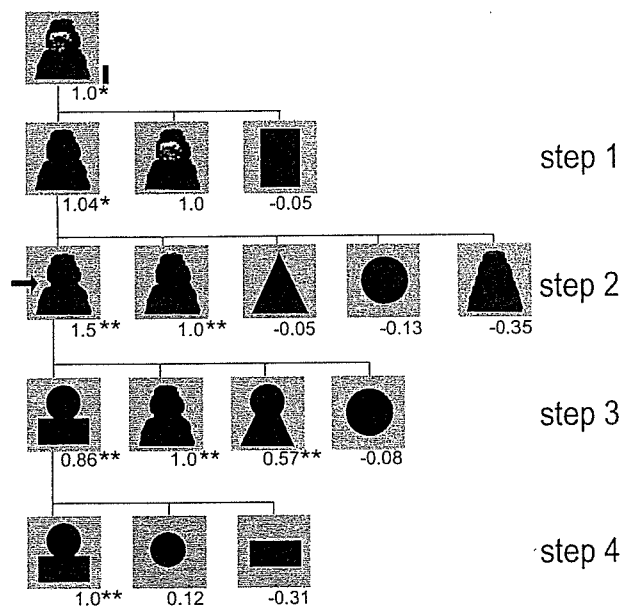 1.0*
step 1
1.04* 1.0 -0.05
step 2
1.5** 1.0** -0.05 -0.13 -0.35
step 3
0.86** 1.0** 0.57** -0.08
step 4
1.0** 0.12 -0.31